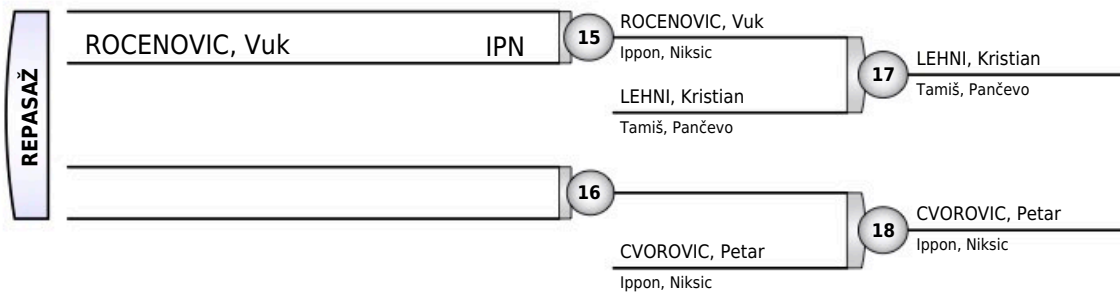 REPASAŽ
ROCENOVIC, Vuk IPN
15
ROCENOVIC, Vuk
Ippon, Niksic
LEHNI, Kristian
Tamiš, Pančevo
17
LEHNI, Kristian
Tamiš, Pančevo
16
CVOROVIC, Petar
Ippon, Niksic
18
CVOROVIC, Petar
Ippon, Niksic